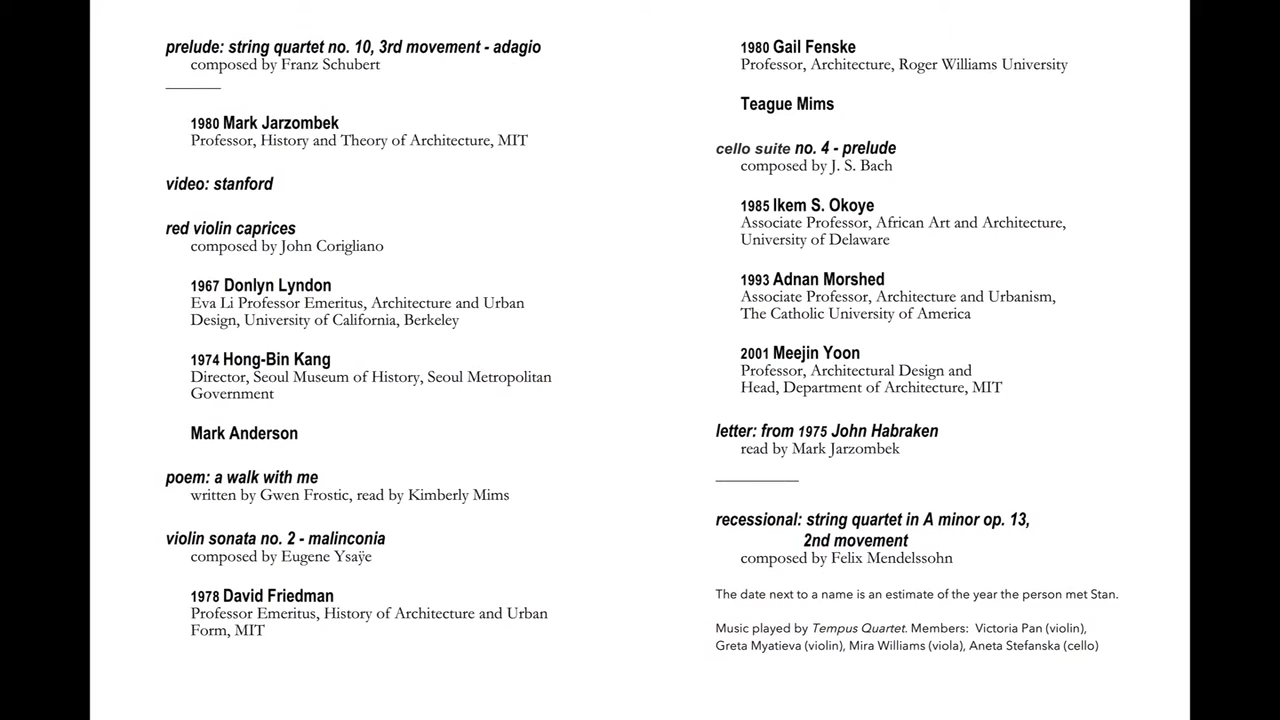 prelude: string quartet no. 10, 3rd movement - adagio
composed by Franz Schubert
1980 Mark Jarzombek
Professor, History and Theory of Architecture, MIT
video: stanford
red violin caprices
composed by John Corigliano
1967 Donlyn Lyndon
Eva Li Professor Emeritus, Architecture and Urban
Design, University of California, Berkeley
1974 Hong-Bin Kang
Director, Seoul Museum of History, Seoul Metropolitan
Government
Mark Anderson
poem: a walk with me
written by Gwen Frostic, read by Kimberly Mims
violin sonata no. 2 - malinconia
composed by Eugene Ysaÿe
1978 David Friedman
Professor Emeritus, History of Architecture and Urban
Form, MIT
1980 Gail Fenske
Professor, Architecture, Roger Williams University
Teague Mims
cello suite no. 4 - prelude
composed by J. S. Bach
1985 Ikem S. Okoye
Associate Professor, African Art and Architecture,
University of Delaware
1993 Adnan Morshed
Associate Professor, Architecture and Urbanism,
The Catholic University of America
2001 Meejin Yoon
Professor, Architectural Design and
Head, Department of Architecture, MIT
letter: from 1975 John Habraken
read by Mark Jarzombek
recessional: string quartet in A minor op. 13,
2nd movement
composed by Felix Mendelssohn
The date next to a name is an estimate of the year the person met Stan.
Music played by Tempus Quartet. Members: Victoria Pan (violin),
Greta Myatieva (violin), Mira Williams (viola), Aneta Stefanska (cello)